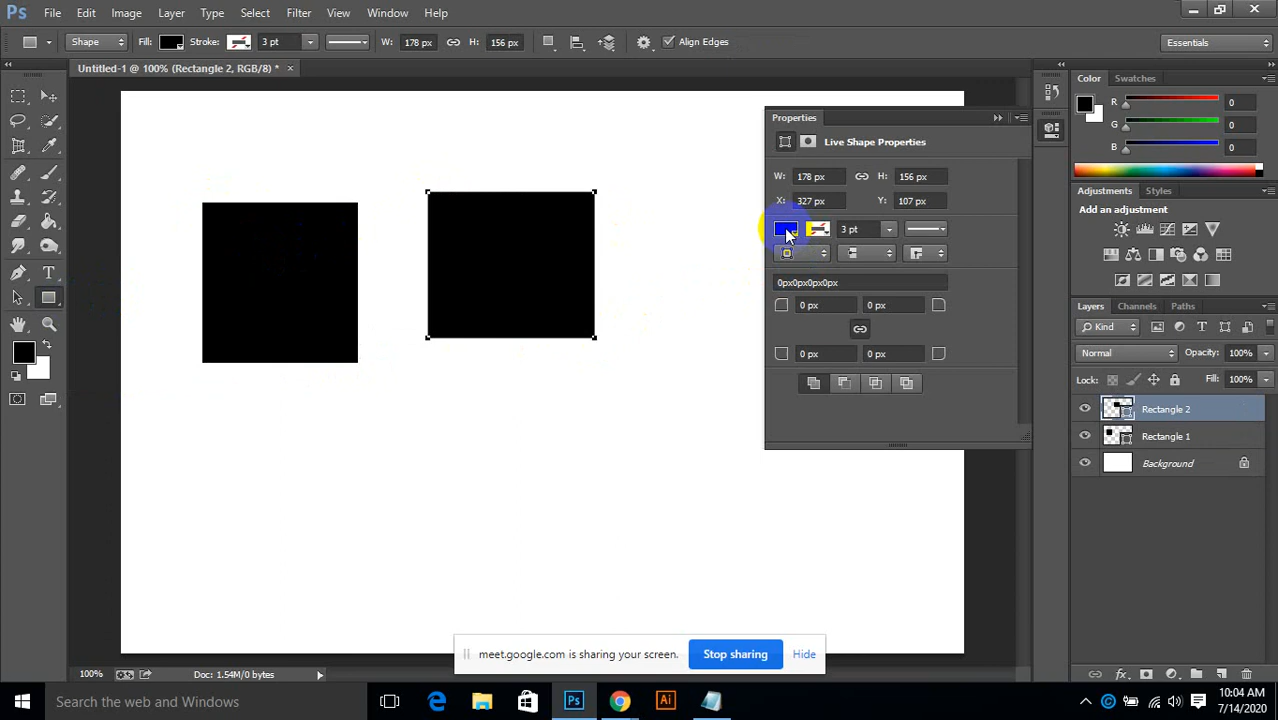 Ps File Edit Image Layer Type Select Filter View Window Help
Shape Fill: Stroke: 3 pt W: 178 px H: 156 px Align Edges Essentials
Untitled-1 @ 100% (Rectangle 2, RGB/8) * ×
Color Swatches
R 0
G 0
B 0
Properties
Live Shape Properties
W: 178 px H: 156 px
X: 327 px Y: 107 px
3 pt
0px0px0px0px
0 px 0 px
0 px 0 px
Adjustments Styles
Add an adjustment
Layers Channels Paths
Kind
Normal Opacity: 100%
Lock: Fill: 100%
Rectangle 2
Rectangle 1
Background
meet.google.com is sharing your screen. Stop sharing Hide
100% Doc: 1.54M/0 bytes
Search the web and Windows
Ps Ai
10:04 AM
7/14/2020